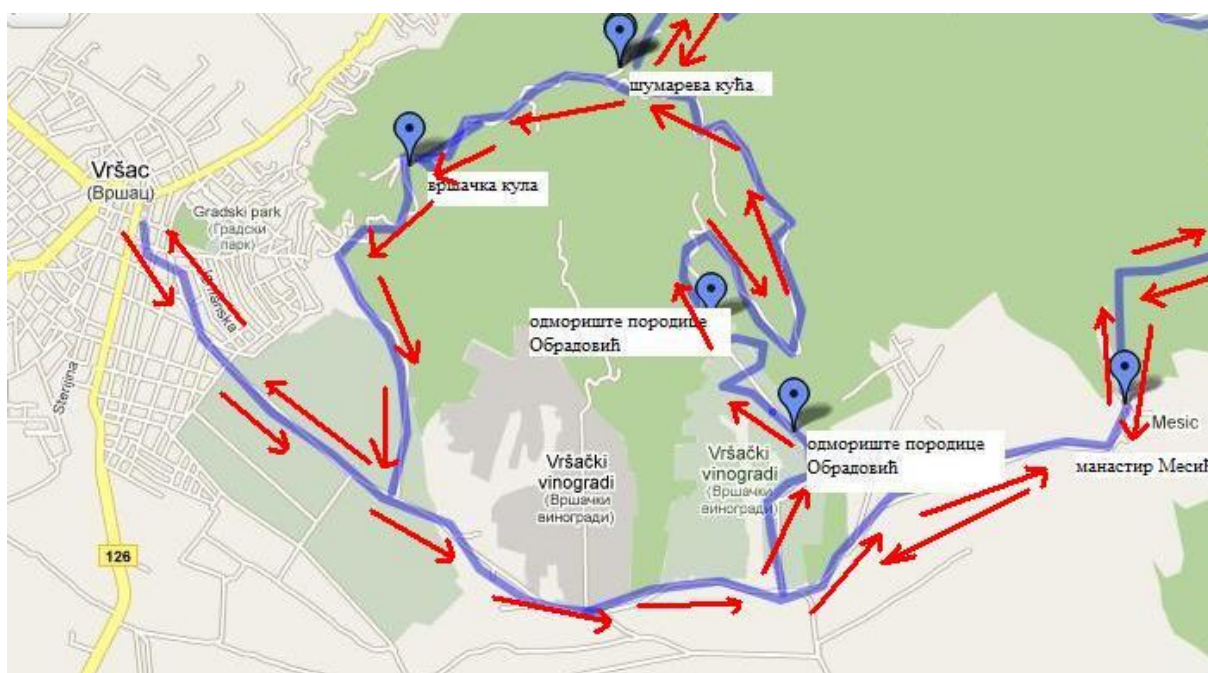 шумарева кућа
вршачка кула
Vršac
(Вршац)
Gradski park
(Градски
парк)
Sterijina
одмориште породице
Обрадовић
одмориште породице
Обрадовић
Mesic
манастир Месић
Vršački
vinogradi
(Вршачки
виногради)
Vršački
vinogradi
(Вршачки
виногради)
126